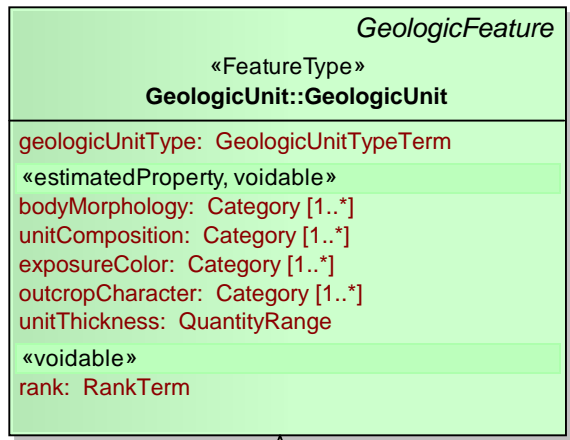 GeologicFeature
«FeatureType»
GeologicUnit::GeologicUnit
geologicUnitType: GeologicUnitTypeTerm
«estimatedProperty, voidable»
bodyMorphology: Category [1..*]
unitComposition: Category [1..*]
exposureColor: Category [1..*]
outcropCharacter: Category [1..*]
unitThickness: QuantityRange
«voidable»
rank: RankTerm